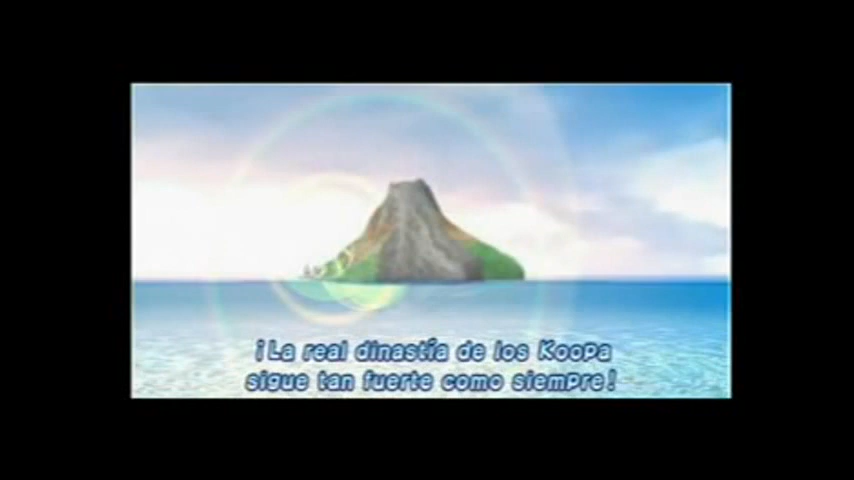 ¡La real dinastía de los Koopa
sigue tan fuerte como siempre!